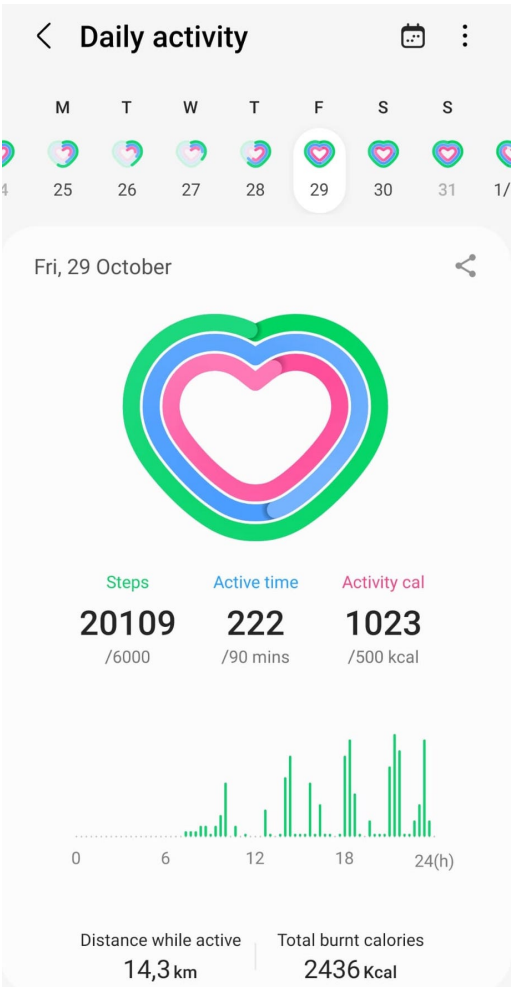 Daily activity
M T W T F S S
4 25 26 27 28 29 30 31 1/
Fri, 29 October
Steps Active time Activity cal
20109 222 1023
/6000 /90 mins /500 kcal
0 6 12 18 24(h)
Distance while active Total burnt calories
14,3 km 2436 Kcal